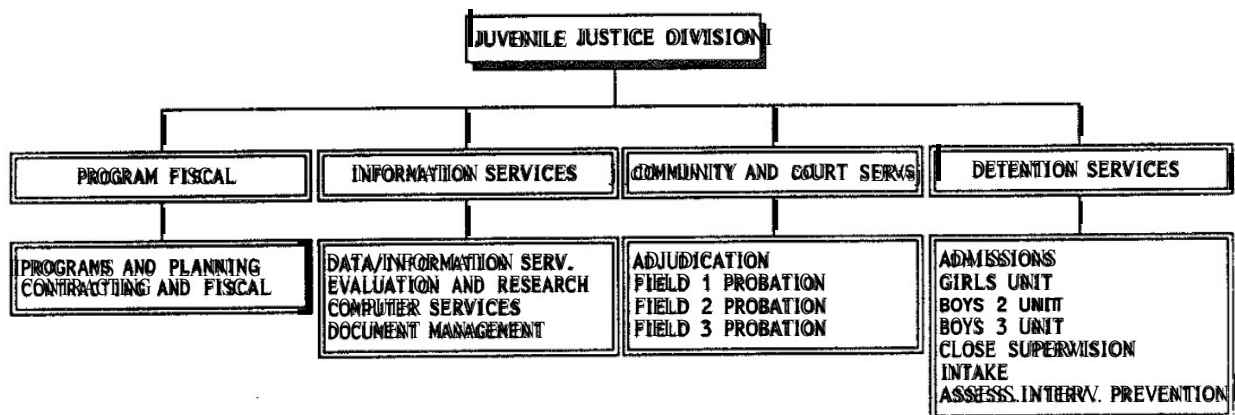 JUVENILE JUSTICE DIVISION
PROGRAM FISCAL
INFORMATION SERVICES
COMMUNITY AND COURT SERVS
DETENTION SERVICES
PROGRAMS AND PLANNING
CONTRACTING AND FISCAL
DATA/INFORMATION SERV.
EVALUATION AND RESEARCH
COMPUTER SERVICES
DOCUMENT MANAGEMENT
ADJUDICATION
FIELD 1 PROBATION
FIELD 2 PROBATION
FIELD 3 PROBATION
ADMISSIONS
GIRLS UNIT
BOYS 2 UNIT
BOYS 3 UNIT
CLOSE SUPERVISION
INTAKE
ASSESS. INTERV. PREVENTION